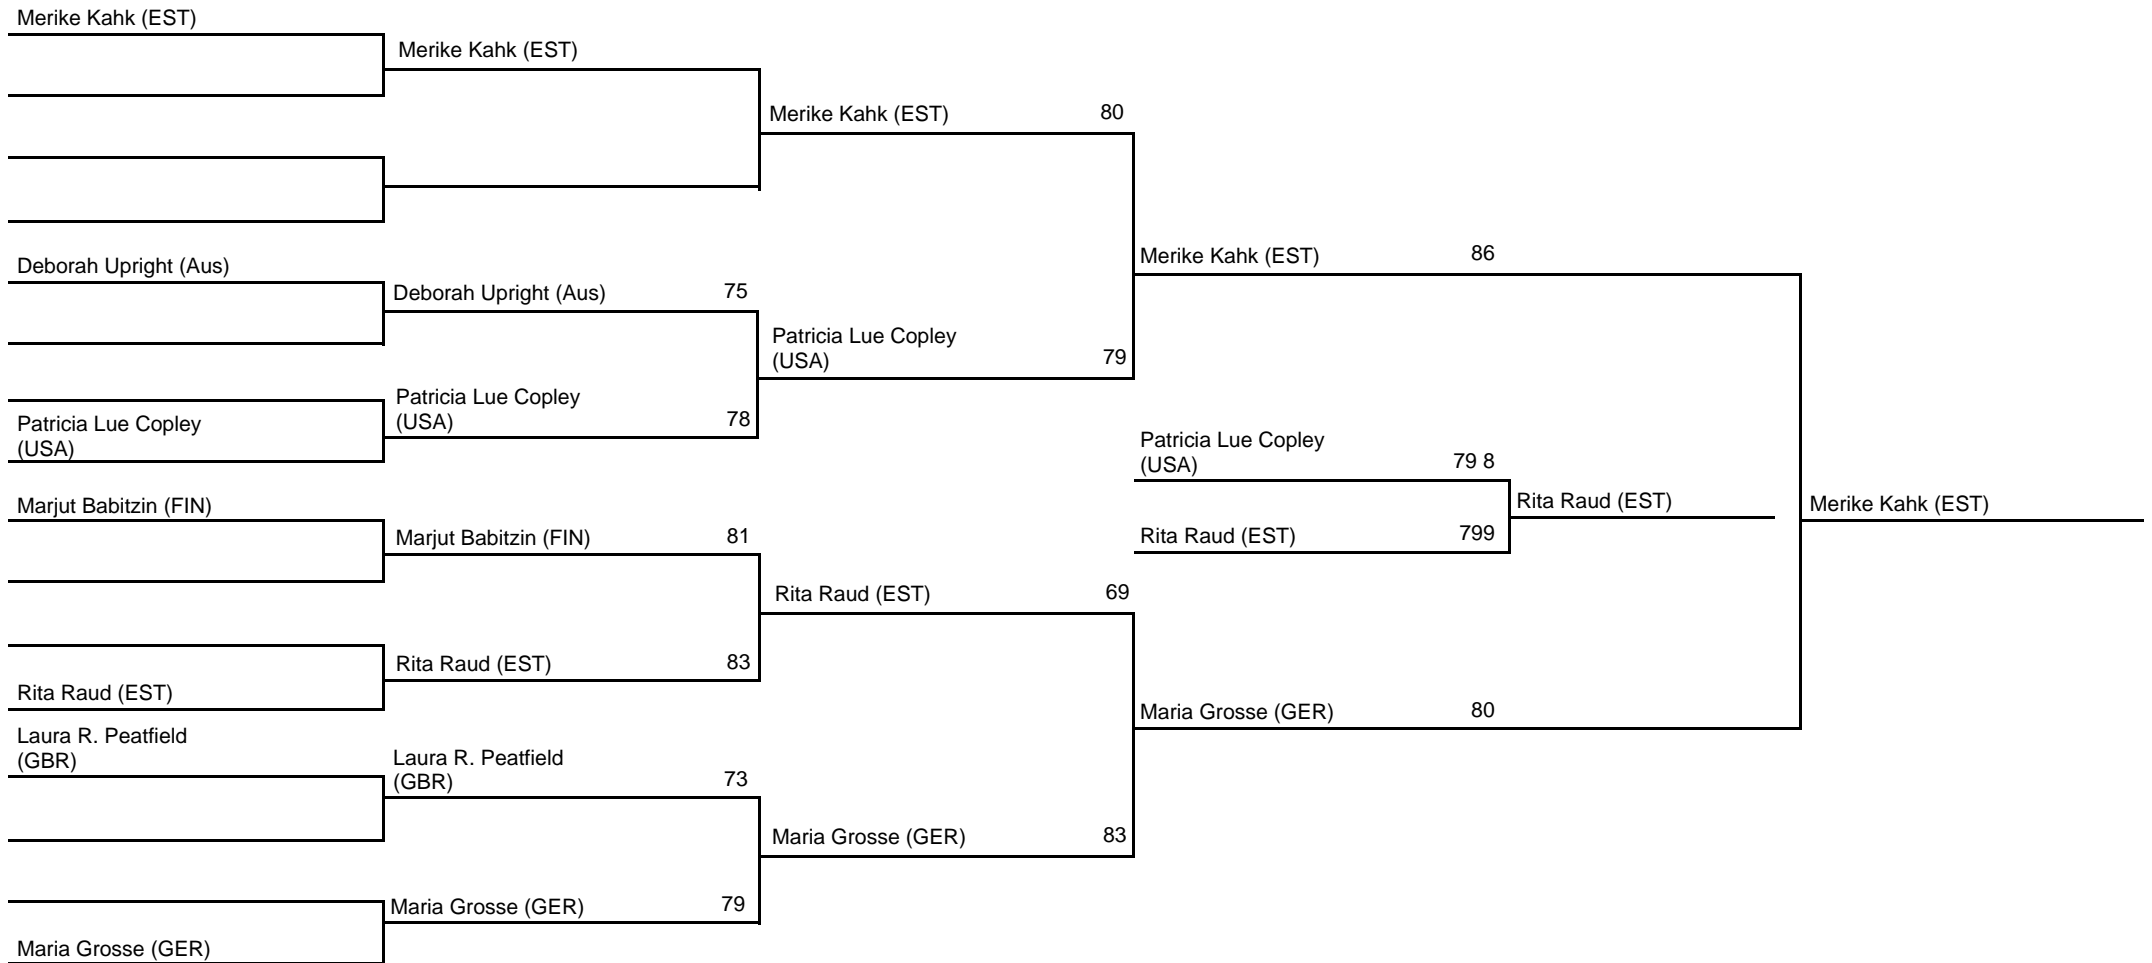 Merike Kahk (EST)
Deborah Upright (Aus)
Patricia Lue Copley
(USA)
Marjut Babitzin (FIN)
Rita Raud (EST)
Laura R. Peatfield
(GBR)
Maria Grosse (GER)
Merike Kahk (EST)
Deborah Upright (Aus) 75
Patricia Lue Copley
(USA) 78
Marjut Babitzin (FIN) 81
Rita Raud (EST) 83
Laura R. Peatfield
(GBR) 73
Maria Grosse (GER) 79
Merike Kahk (EST) 80
Patricia Lue Copley
(USA) 79
Rita Raud (EST) 69
Maria Grosse (GER) 83
Merike Kahk (EST) 86
Patricia Lue Copley
(USA) 79 8
Rita Raud (EST) 799
Maria Grosse (GER) 80
Rita Raud (EST)
Merike Kahk (EST)